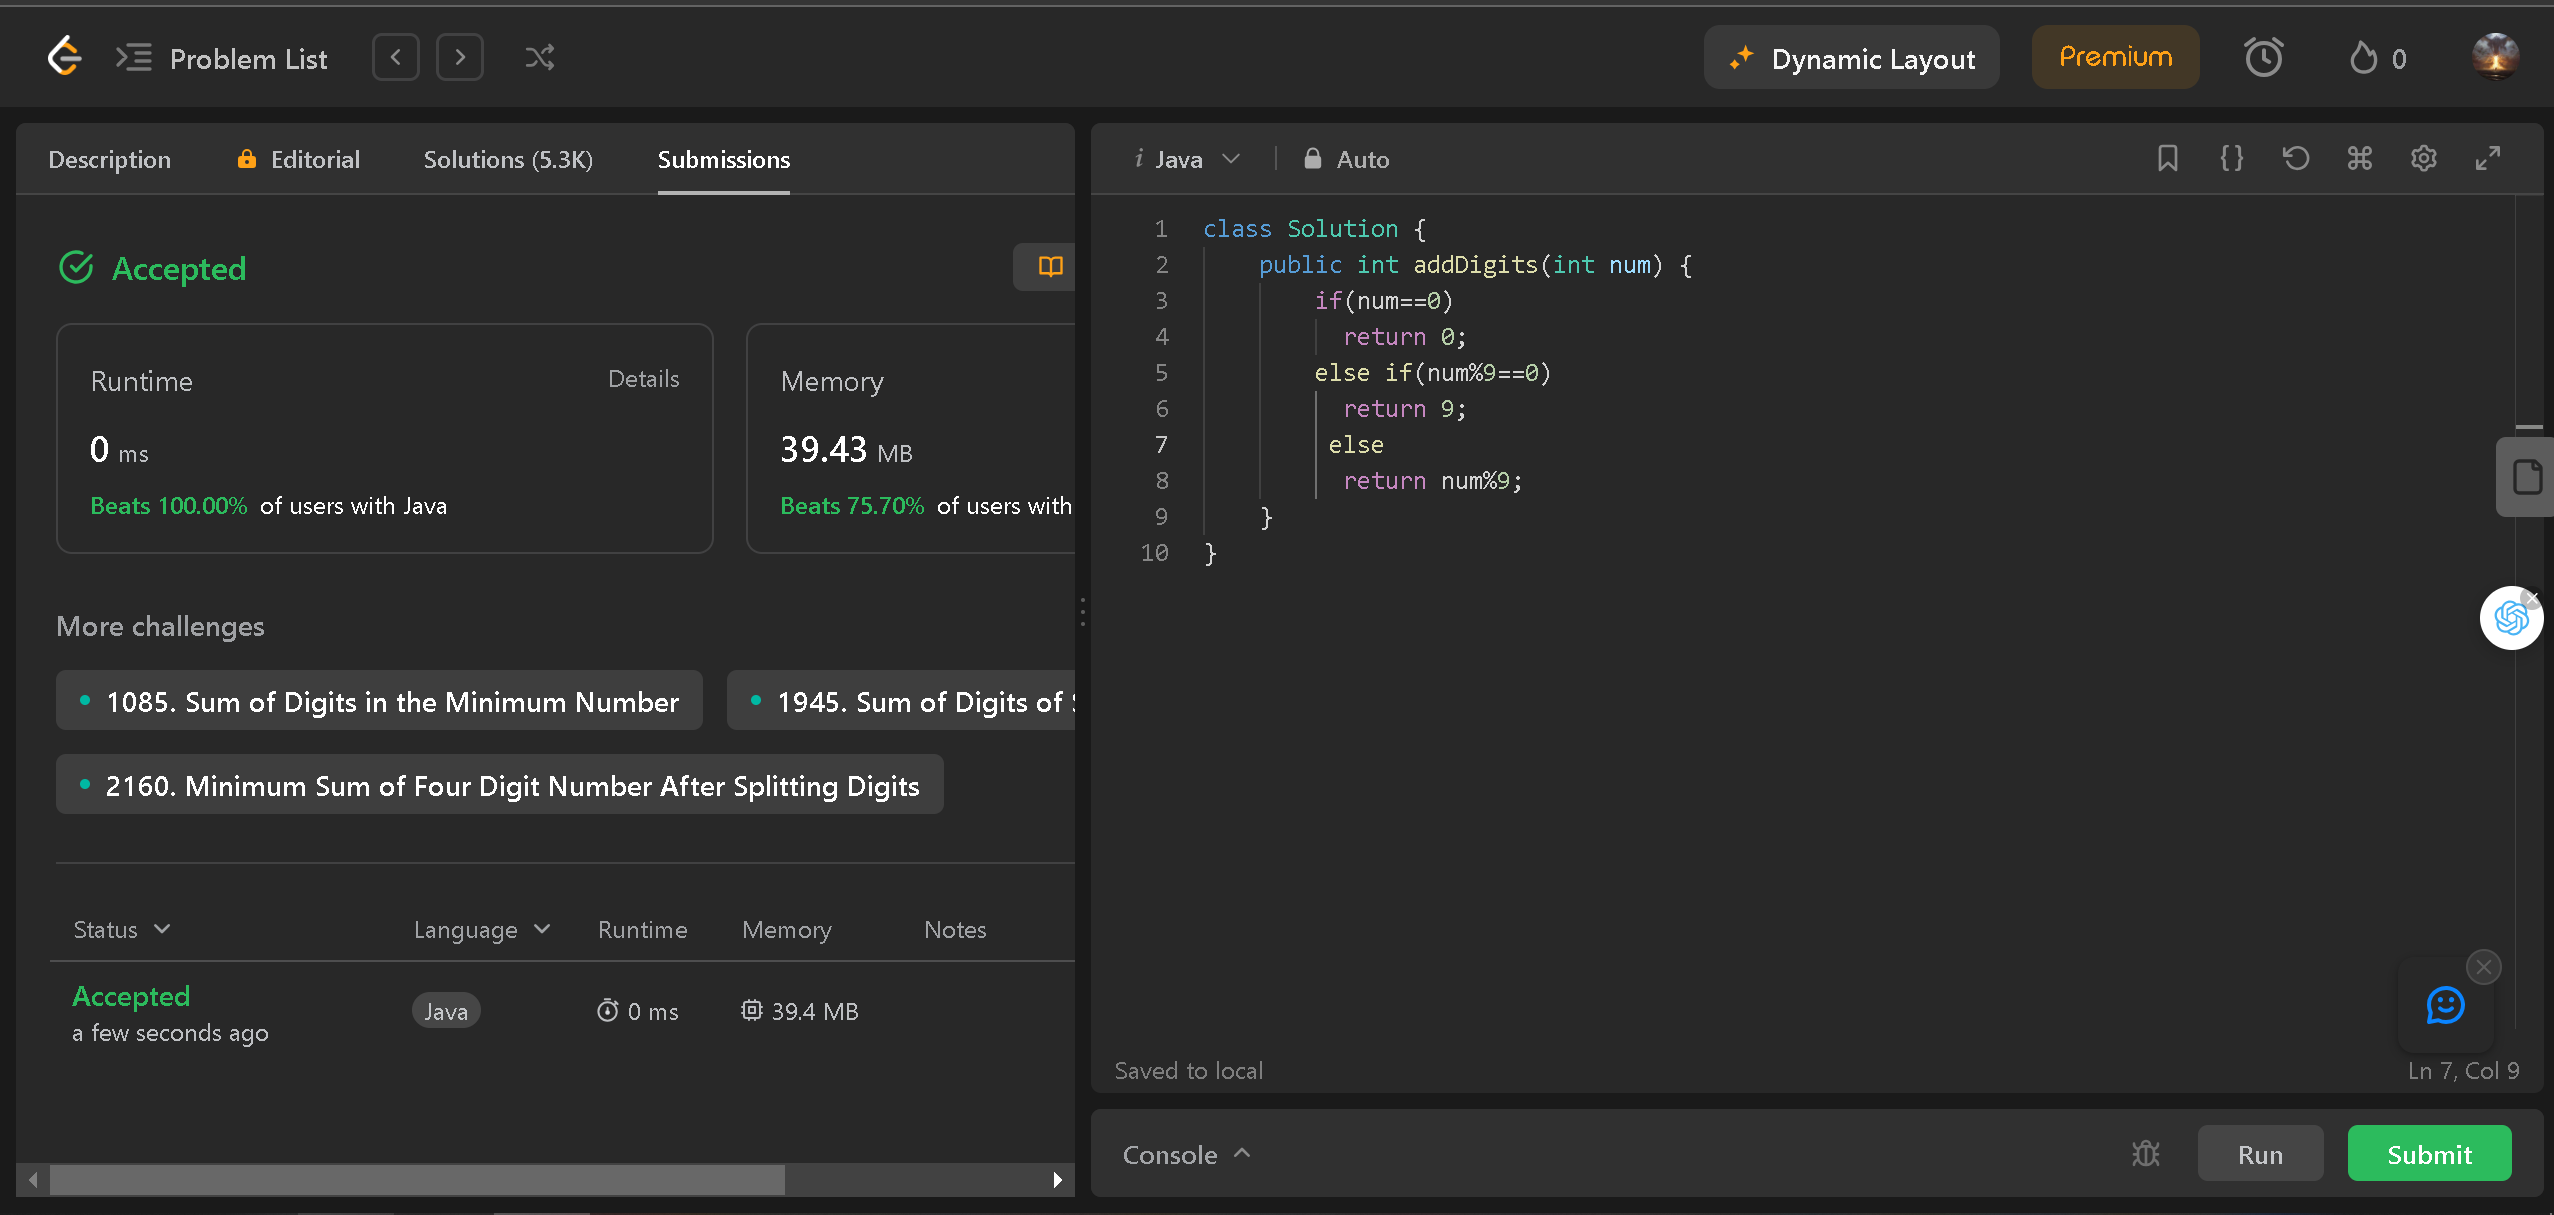 Problem List
Dynamic Layout
Premium
0
Description
Editorial
Solutions (5.3K)
Submissions
Accepted
Runtime
Details
0 ms
Beats 100.00% of users with Java
Memory
39.43 MB
Beats 75.70% of users with
More challenges
1085. Sum of Digits in the Minimum Number
1945. Sum of Digits of
2160. Minimum Sum of Four Digit Number After Splitting Digits
Status
Language
Runtime
Memory
Notes
Accepted
a few seconds ago
Java
0 ms
39.4 MB
i Java
Auto
1 class Solution {
2 public int addDigits(int num) {
3 if(num==0)
4 return 0;
5 else if(num%9==0)
6 return 9;
7 else
8 return num%9;
9 }
10 }
Saved to local
Ln 7, Col 9
Console
Run
Submit